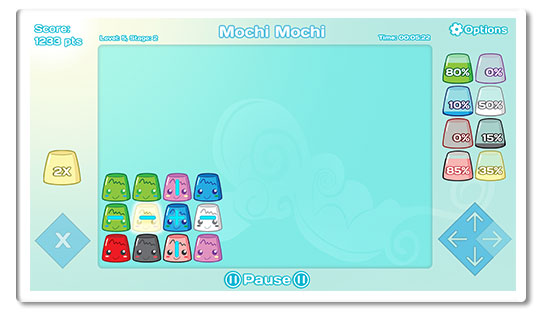 Score:
1233 pts
Level 5, Stage: 2
Mochi Mochi
Time: 00:05.22
Options
80% 0%
10% 50%
0% 15%
85% 35%
2X
X
Pause